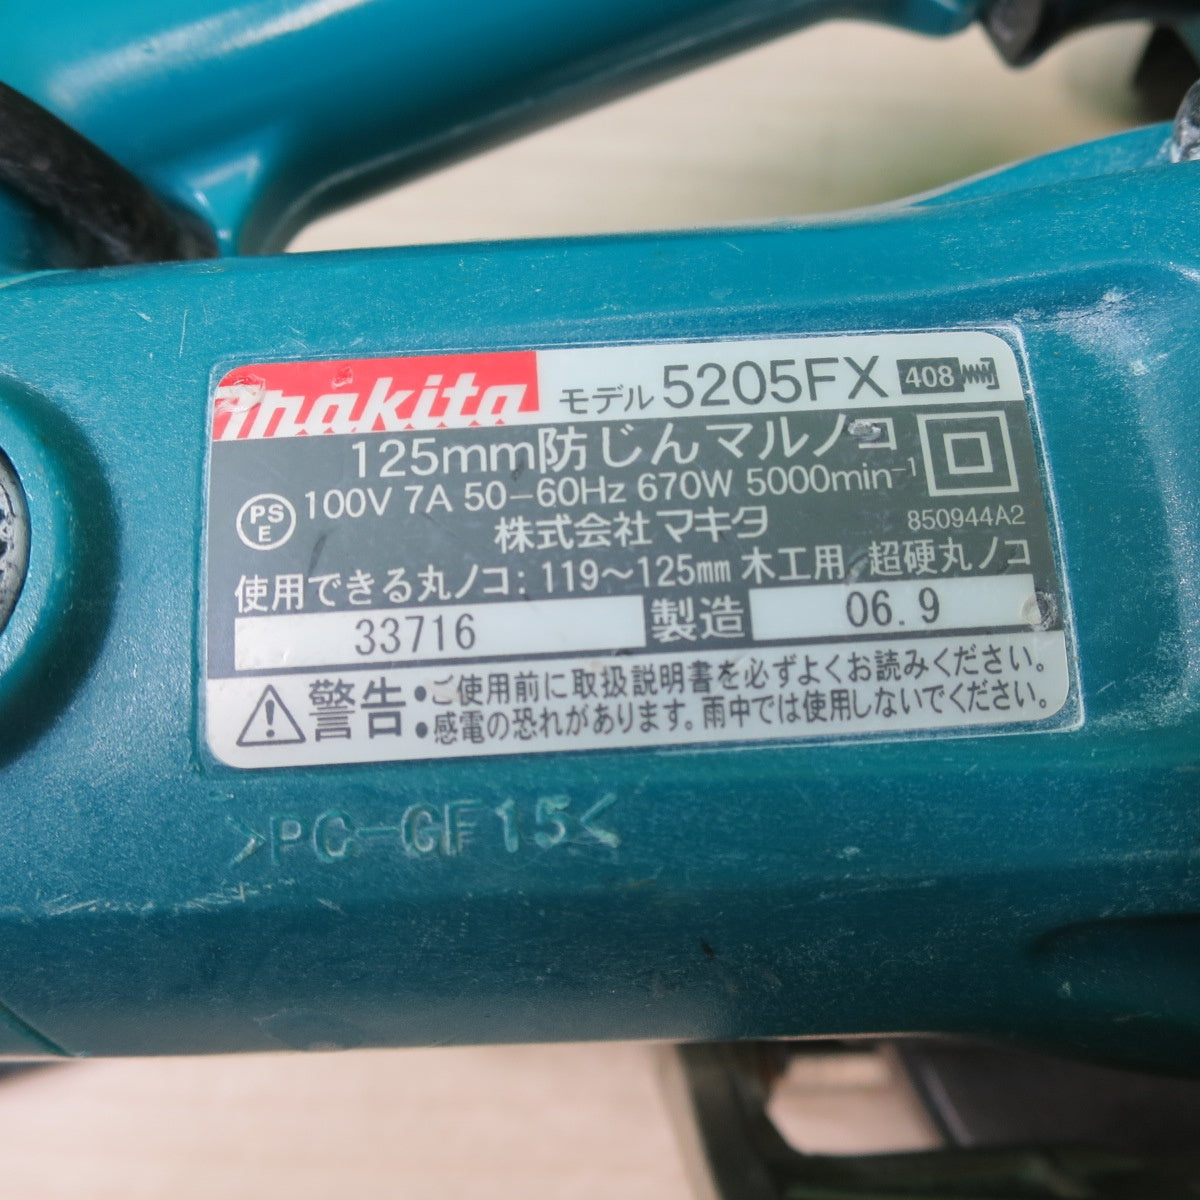 makita モデル 5205FX 408
125mm防じんマルノコ
PS E
100V 7A 50-60Hz 670W 5000min⁻¹
株式会社 マキタ 850944A2
使用できる丸ノコ: 119～125mm 木工用 超硬丸ノコ
33716 製造 06.9
警告
•ご使用前に取扱説明書を必ずよくお読みください。
•感電の恐れがあります。雨中では使用しないでください。
>PC-GF15<